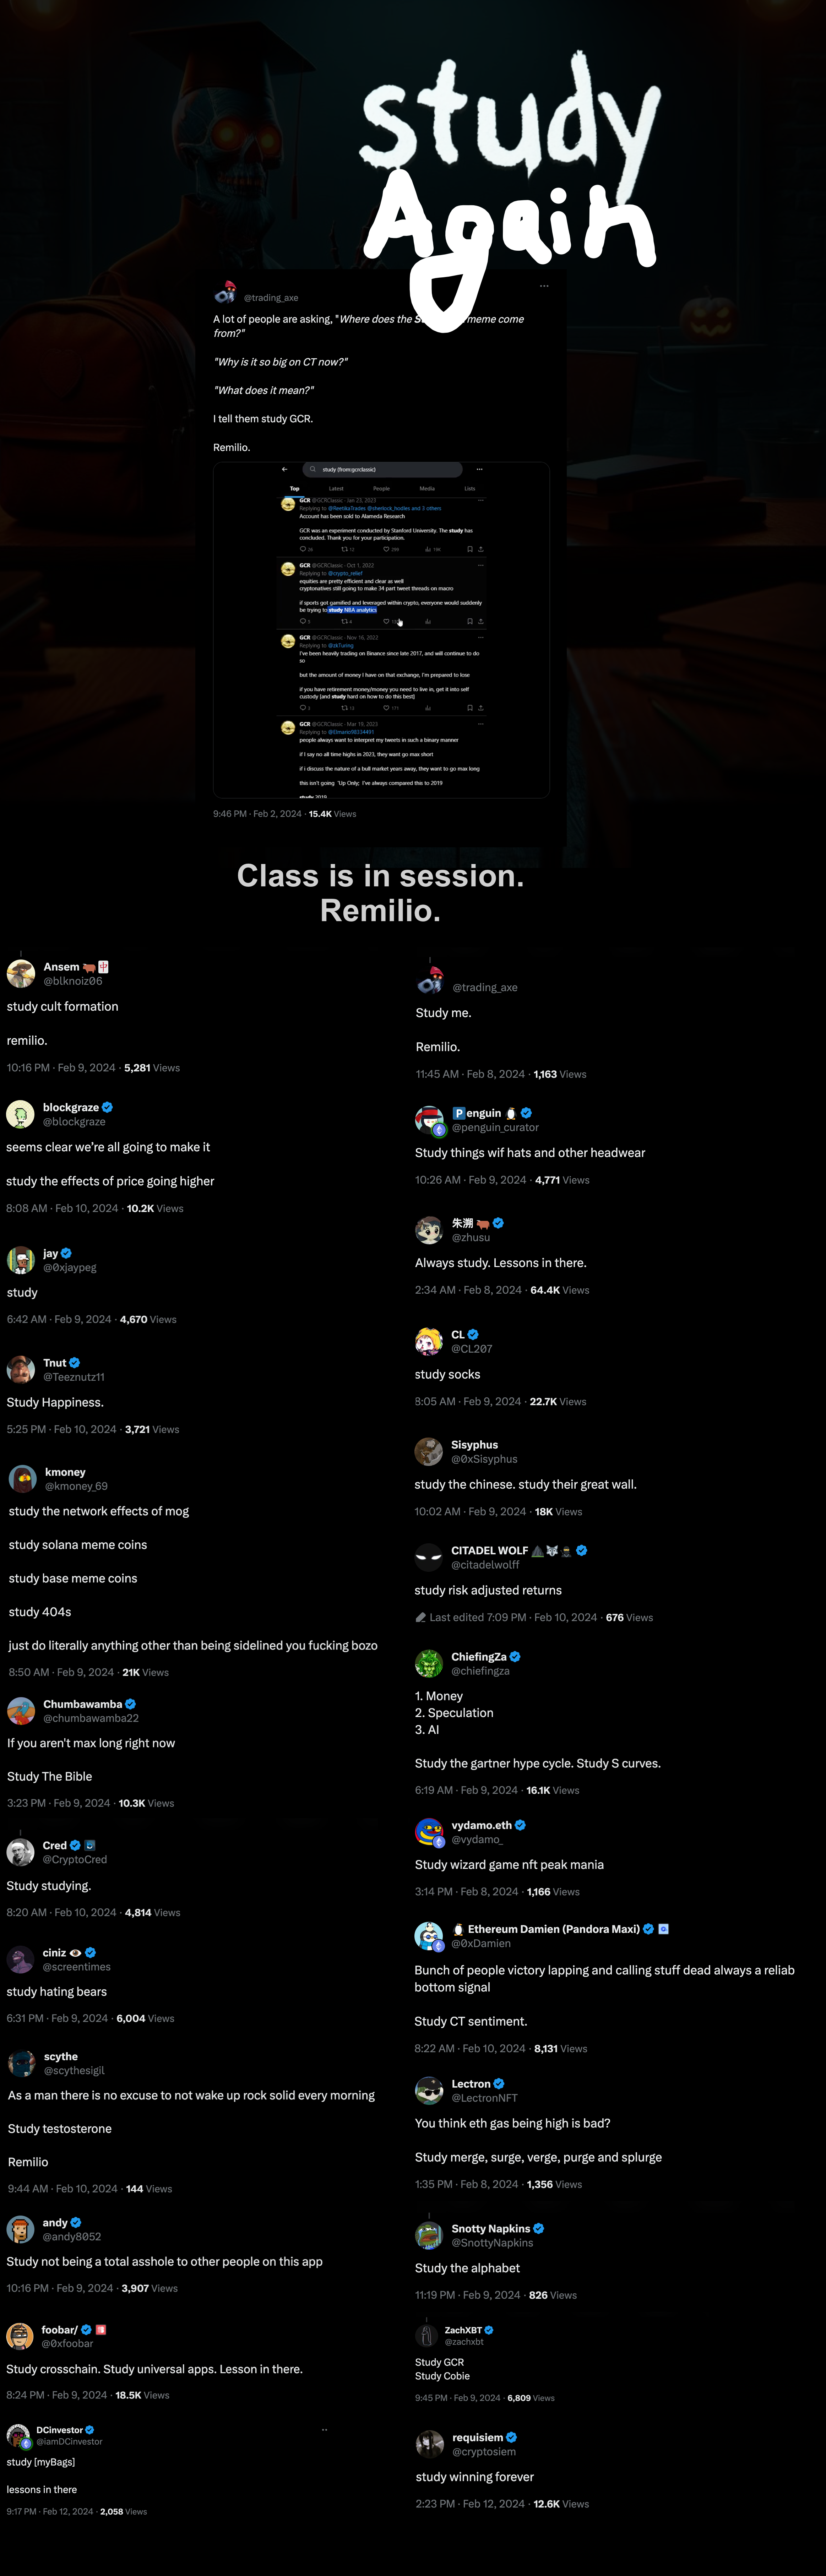 study
Again
@trading_axe
A lot of people are asking, "Where does the S meme come
from?"
"Why is it so big on CT now?"
"What does it mean?"
I tell them study GCR.
Remilio.
study (from:gcrclassic)
Top Latest People Media Lists
GCR @GCRClassic · Jan 23, 2023
Replying to @ReetikaTrades @sherlock_hodles and 3 others
Account has been sold to Alameda Research
GCR was an experiment conducted by Stanford University. The study has
concluded. Thank you for your participation.
26 12 299 19K
GCR @GCRClassic · Oct 1, 2022
Replying to @crypto_relief
equities are pretty efficient and clear as well
cryptonatives still going to make 34 part tweet threads on macro
if sports got gamified and leveraged within crypto, everyone would suddenly
be trying to study NBA analytics
5 4
GCR @GCRClassic · Nov 16, 2022
Replying to @zkTuring
I've been heavily trading on Binance since late 2017, and will continue to do
so
but the amount of money I have on that exchange, I'm prepared to lose
if you have retirement money/money you need to live in, get it into self
custody [and study hard on how to do this best]
3 13 171
GCR @GCRClassic · Mar 19, 2023
Replying to @Elmario98334491
people always want to interpret my tweets in such a binary manner
if I say no all time highs in 2023, they want go max short
if i discuss the nature of a bull market years away, they want to go max long
this isn't going 'Up Only; I've always compared this to 2019
study 2019
9:46 PM · Feb 2, 2024 · 15.4K Views
Class is in session.
Remilio.
Ansem
@blknoiz06
study cult formation
remilio.
10:16 PM · Feb 9, 2024 · 5,281 Views
blockgraze
@blockgraze
seems clear we're all going to make it
study the effects of price going higher
8:08 AM · Feb 10, 2024 · 10.2K Views
jay
@0xjaypeg
study
6:42 AM · Feb 9, 2024 · 4,670 Views
Tnut
@Teeznutz11
Study Happiness.
5:25 PM · Feb 10, 2024 · 3,721 Views
kmoney
@kmoney_69
study the network effects of mog
study solana meme coins
study base meme coins
study 404s
just do literally anything other than being sidelined you fucking bozo
8:50 AM · Feb 9, 2024 · 21K Views
Chumbawamba
@chumbawamba22
If you aren't max long right now
Study The Bible
3:23 PM · Feb 9, 2024 · 10.3K Views
Cred
@CryptoCred
Study studying.
8:20 AM · Feb 10, 2024 · 4,814 Views
ciniz
@screentimes
study hating bears
6:31 PM · Feb 9, 2024 · 6,004 Views
scythe
@scythesigil
As a man there is no excuse to not wake up rock solid every morning
Study testosterone
Remilio
9:44 AM · Feb 10, 2024 · 144 Views
andy
@andy8052
Study not being a total asshole to other people on this app
10:16 PM · Feb 9, 2024 · 3,907 Views
foobar/
@0xfoobar
Study crosschain. Study universal apps. Lesson in there.
8:24 PM · Feb 9, 2024 · 18.5K Views
DCinvestor
@iamDCinvestor
study [myBags]
lessons in there
9:17 PM · Feb 12, 2024 · 2,058 Views
@trading_axe
Study me.
Remilio.
11:45 AM · Feb 8, 2024 · 1,163 Views
🅿️enguin
@penguin_curator
Study things wif hats and other headwear
10:26 AM · Feb 9, 2024 · 4,771 Views
朱溯
@zhusu
Always study. Lessons in there.
2:34 AM · Feb 8, 2024 · 64.4K Views
CL
@CL207
study socks
8:05 AM · Feb 9, 2024 · 22.7K Views
Sisyphus
@0xSisyphus
study the chinese. study their great wall.
10:02 AM · Feb 9, 2024 · 18K Views
CITADEL WOLF
@citadelwolff
study risk adjusted returns
Last edited 7:09 PM · Feb 10, 2024 · 676 Views
ChiefingZa
@chiefingza
1. Money
2. Speculation
3. AI
Study the gartner hype cycle. Study S curves.
6:19 AM · Feb 9, 2024 · 16.1K Views
vydamo.eth
@vydamo_
Study wizard game nft peak mania
3:14 PM · Feb 8, 2024 · 1,166 Views
Ethereum Damien (Pandora Maxi)
@0xDamien
Bunch of people victory lapping and calling stuff dead always a reliab
bottom signal
Study CT sentiment.
8:22 AM · Feb 10, 2024 · 8,131 Views
Lectron
@LectronNFT
You think eth gas being high is bad?
Study merge, surge, verge, purge and splurge
1:35 PM · Feb 8, 2024 · 1,356 Views
Snotty Napkins
@SnottyNapkins
Study the alphabet
11:19 PM · Feb 9, 2024 · 826 Views
ZachXBT
@zachxbt
Study GCR
Study Cobie
9:45 PM · Feb 9, 2024 · 6,809 Views
requisiem
@cryptosiem
study winning forever
2:23 PM · Feb 12, 2024 · 12.6K Views